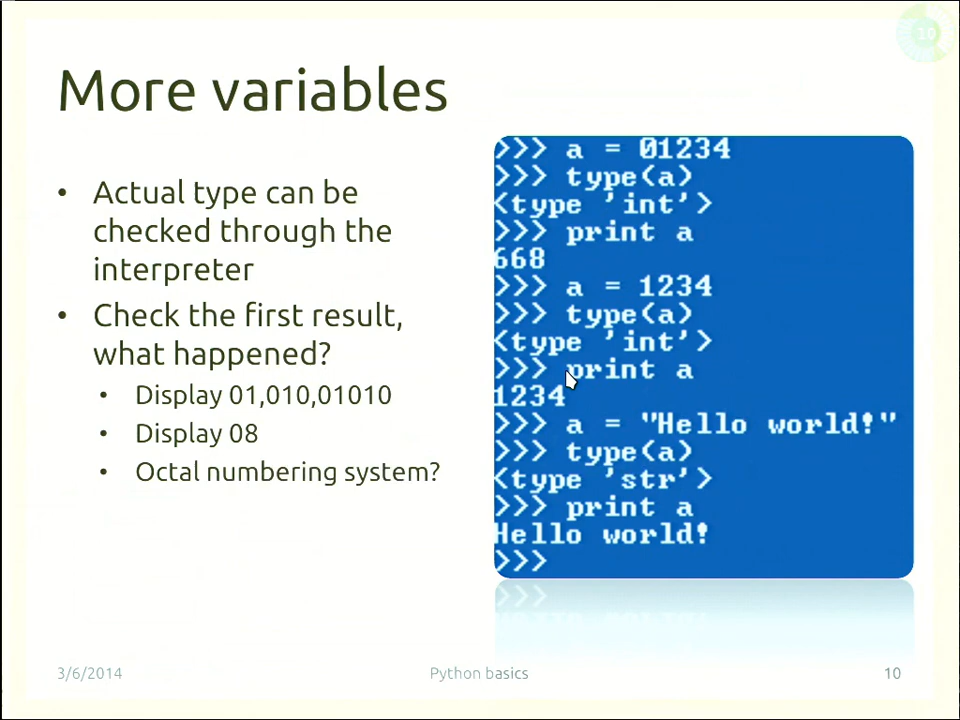 10
More variables
• Actual type can be
checked through the
interpreter
• Check the first result,
what happened?
• Display 01,010,01010
• Display 08
• Octal numbering system?
>>> a = 01234
>>> type(a)
<type 'int'>
>>> print a
668
>>> a = 1234
>>> type(a)
<type 'int'>
>>> print a
1234
>>> a = "Hello world!"
>>> type(a)
<type 'str'>
>>> print a
Hello world!
>>>
3/6/2014
Python basics
10